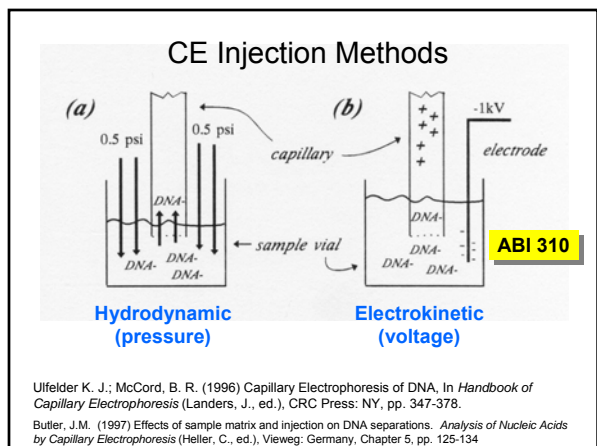 CE Injection Methods
(a)
(b)
0.5 psi
0.5 psi
capillary
-1kV
electrode
+ +
+ +
+
+ +
+
DNA-
DNA-
DNA-
DNA-
DNA-
sample vial
DNA-
DNA-
DNA-
DNA-
ABI 310
Hydrodynamic
(pressure)
Electrokinetic
(voltage)
Ulfelder K. J.; McCord, B. R. (1996) Capillary Electrophoresis of DNA, In Handbook of
Capillary Electrophoresis (Landers, J., ed.), CRC Press: NY, pp. 347-378.
Butler, J.M. (1997) Effects of sample matrix and injection on DNA separations. Analysis of Nucleic Acids
by Capillary Electrophoresis (Heller, C., ed.), Vieweg: Germany, Chapter 5, pp. 125-134